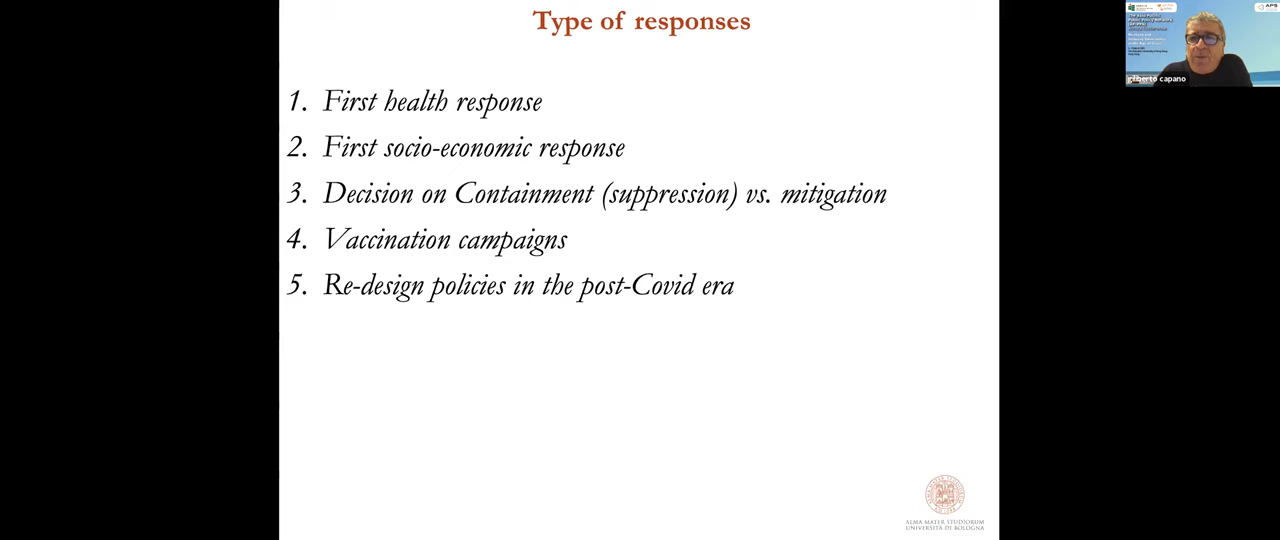 Type of responses
1. First health response
2. First socio-economic response
3. Decision on Containment (suppression) vs. mitigation
4. Vaccination campaigns
5. Re-design policies in the post-Covid era
ALMA MATER STUDIORUM
UNIVERSITÀ DI BOLOGNA
APS
gilberto capano